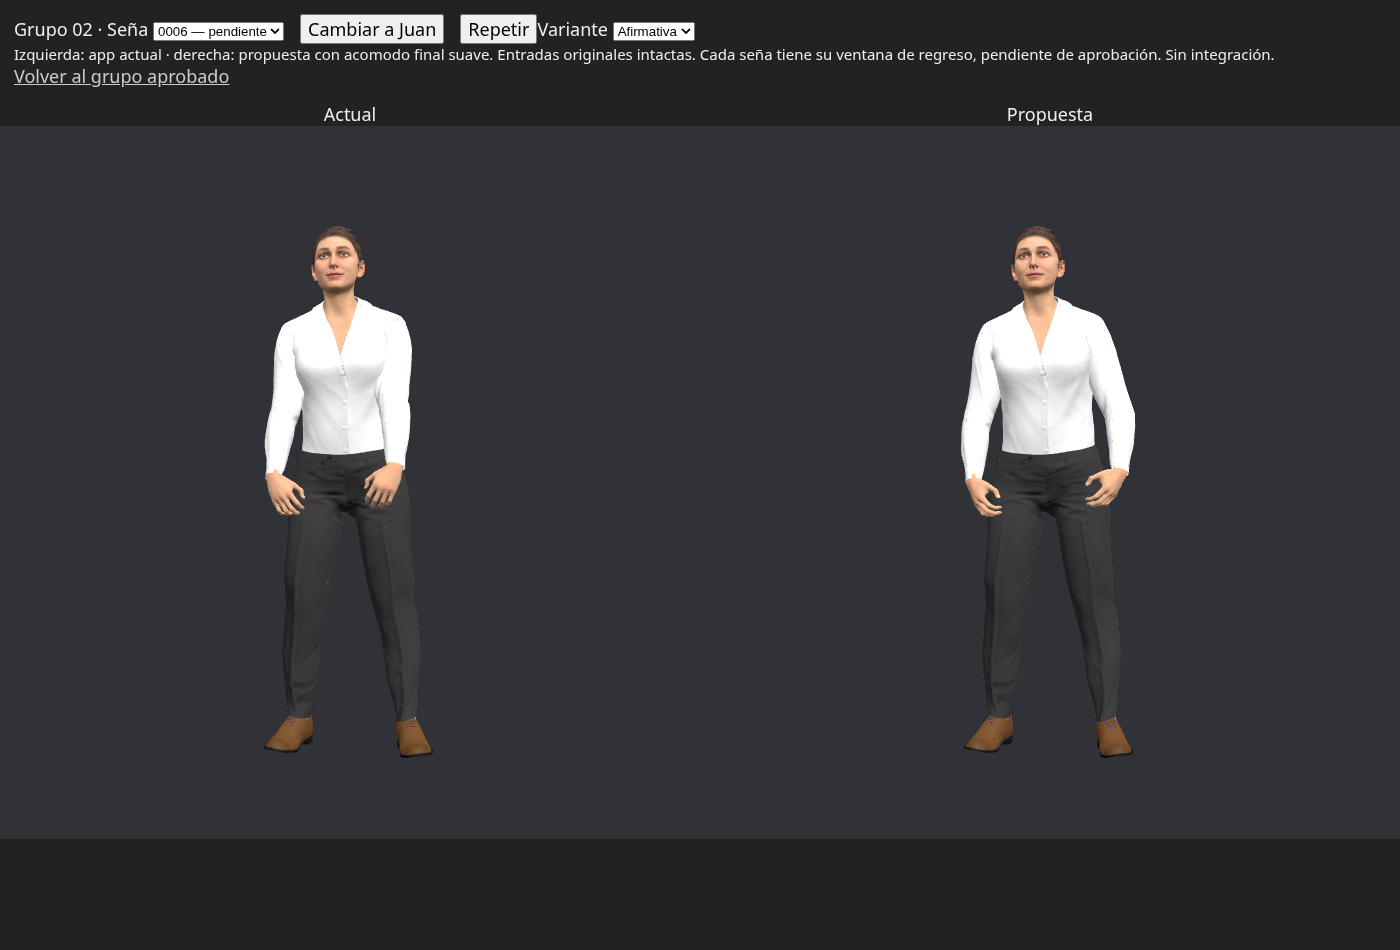 Grupo 02 · Seña 0006 — pendiente Cambiar a Juan Repetir Variante Afirmativa
Izquierda: app actual · derecha: propuesta con acomodo final suave. Entradas originales intactas. Cada seña tiene su ventana de regreso, pendiente de aprobación. Sin integración.
Volver al grupo aprobado
Actual Propuesta